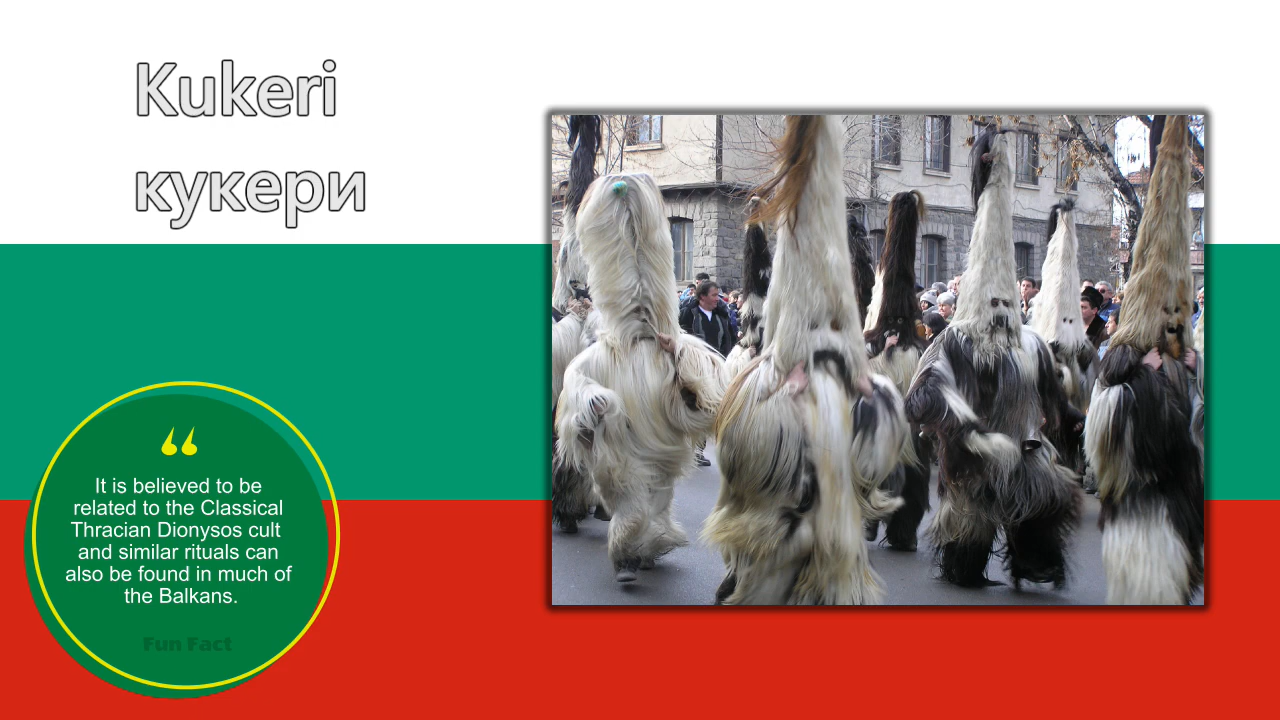 Kukeri
кукери
“
It is believed to be
related to the Classical
Thracian Dionysos cult
and similar rituals can
also be found in much of
the Balkans.
Fun Fact